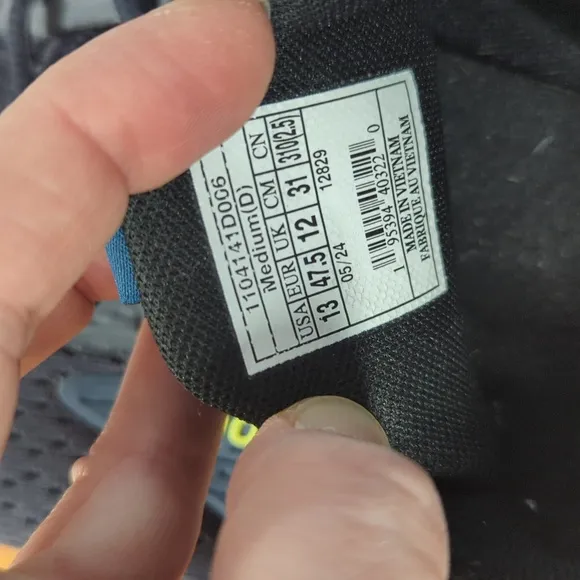 1104141D006
Medium(D)
USA EUR UK CM CN
13 47.5 12 31 310(2.5)
05/24 12829
1 95394 40322 0
MADE IN VIETNAM
FABRIQUE AU VIETNAM